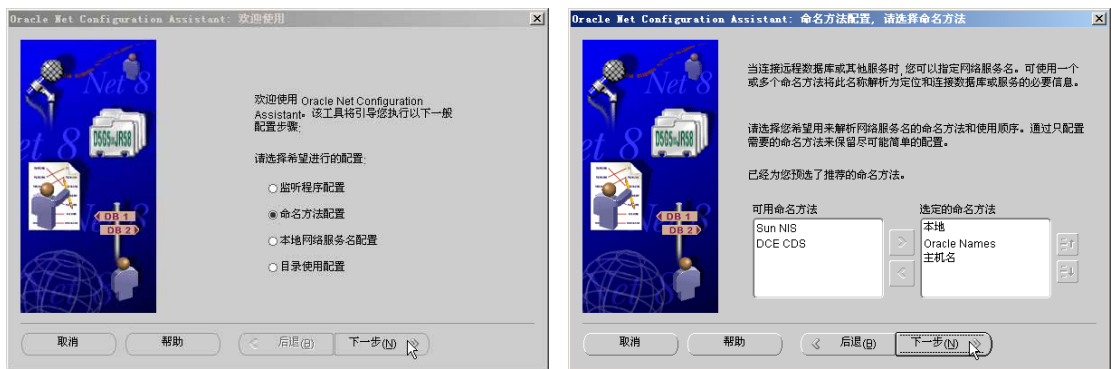 Oracle Net Configuration Assistant: 欢迎使用
Net 8
et 8
DSG5
JRS8
DB 1
DB 2
欢迎使用 Oracle Net Configuration
Assistant。该工具将引导您执行以下一般
配置步骤:
请选择希望进行的配置:
监听程序配置
命名方法配置
本地网络服务名配置
目录使用配置
取消
帮助
后退(B)
下一步(N)
Oracle Net Configuration Assistant: 命名方法配置, 请选择命名方法
Net 8
et 8
DSG5
JRS8
DB 1
DB 2
当连接远程数据库或其他服务时, 您可以指定网络服务名。可使用一个
或多个命名方法将此名称解析为定位和连接数据库或服务的必要信息。
请选择您希望用来解析网络服务名的命名方法和使用顺序。通过只配置
需要的命名方法来保留尽可能简单的配置。
已经为您预选了推荐的命名方法。
可用命名方法
Sun NIS
DCE CDS
选定的命名方法
本地
Oracle Names
主机名
取消
帮助
后退(B)
下一步(N)